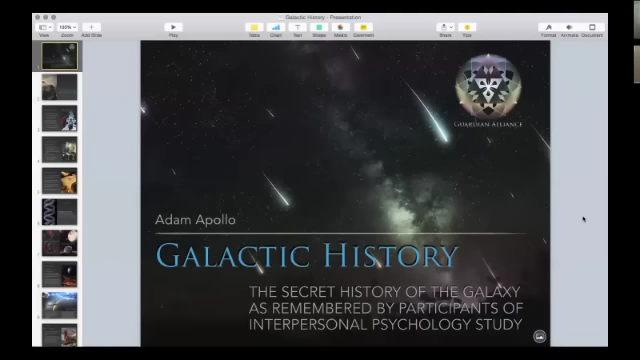 Galactic History - Presentation
130%
View
Zoom
Add Slide
Play
Table
Chart
Text
Shape
Media
Comment
Share
Tips
Format
Animate
Document
GUARDIAN ALLIANCE
Adam Apollo
GALACTIC HISTORY
THE SECRET HISTORY OF THE GALAXY
AS REMEMBERED BY PARTICIPANTS OF
INTERPERSONAL PSYCHOLOGY STUDY